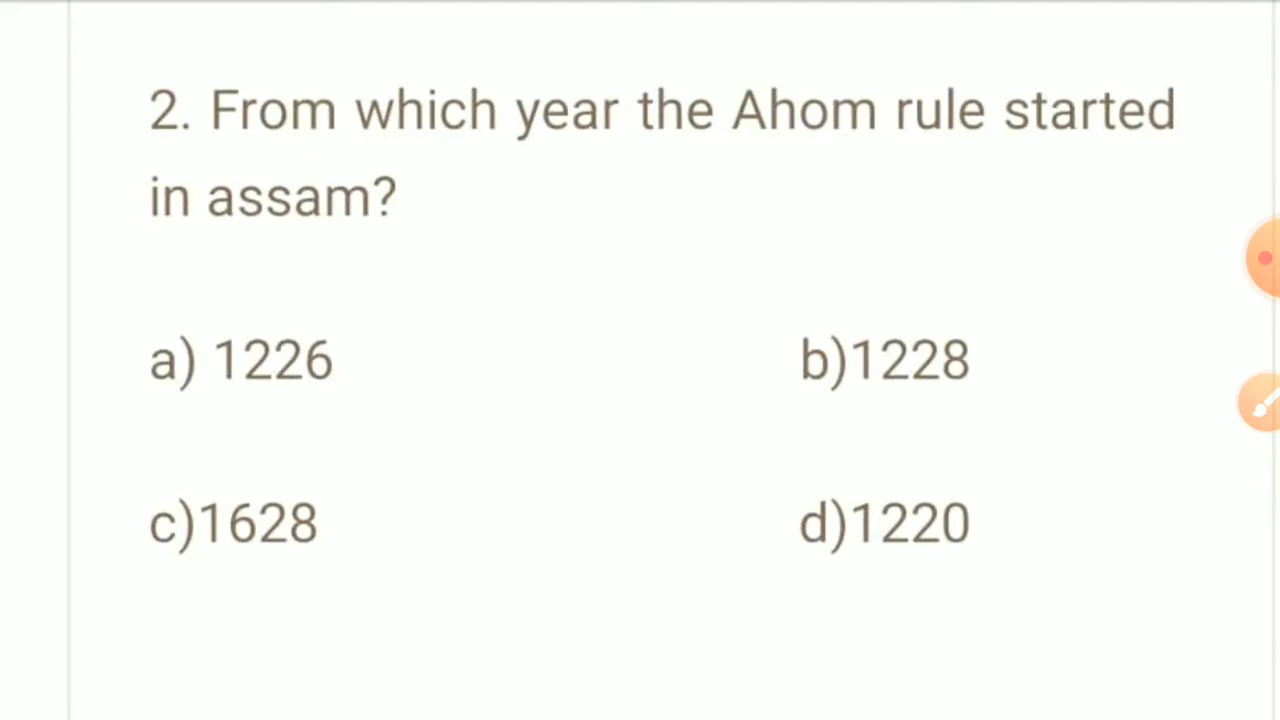 2. From which year the Ahom rule started
in assam?
a) 1226 b)1228
c)1628 d)1220